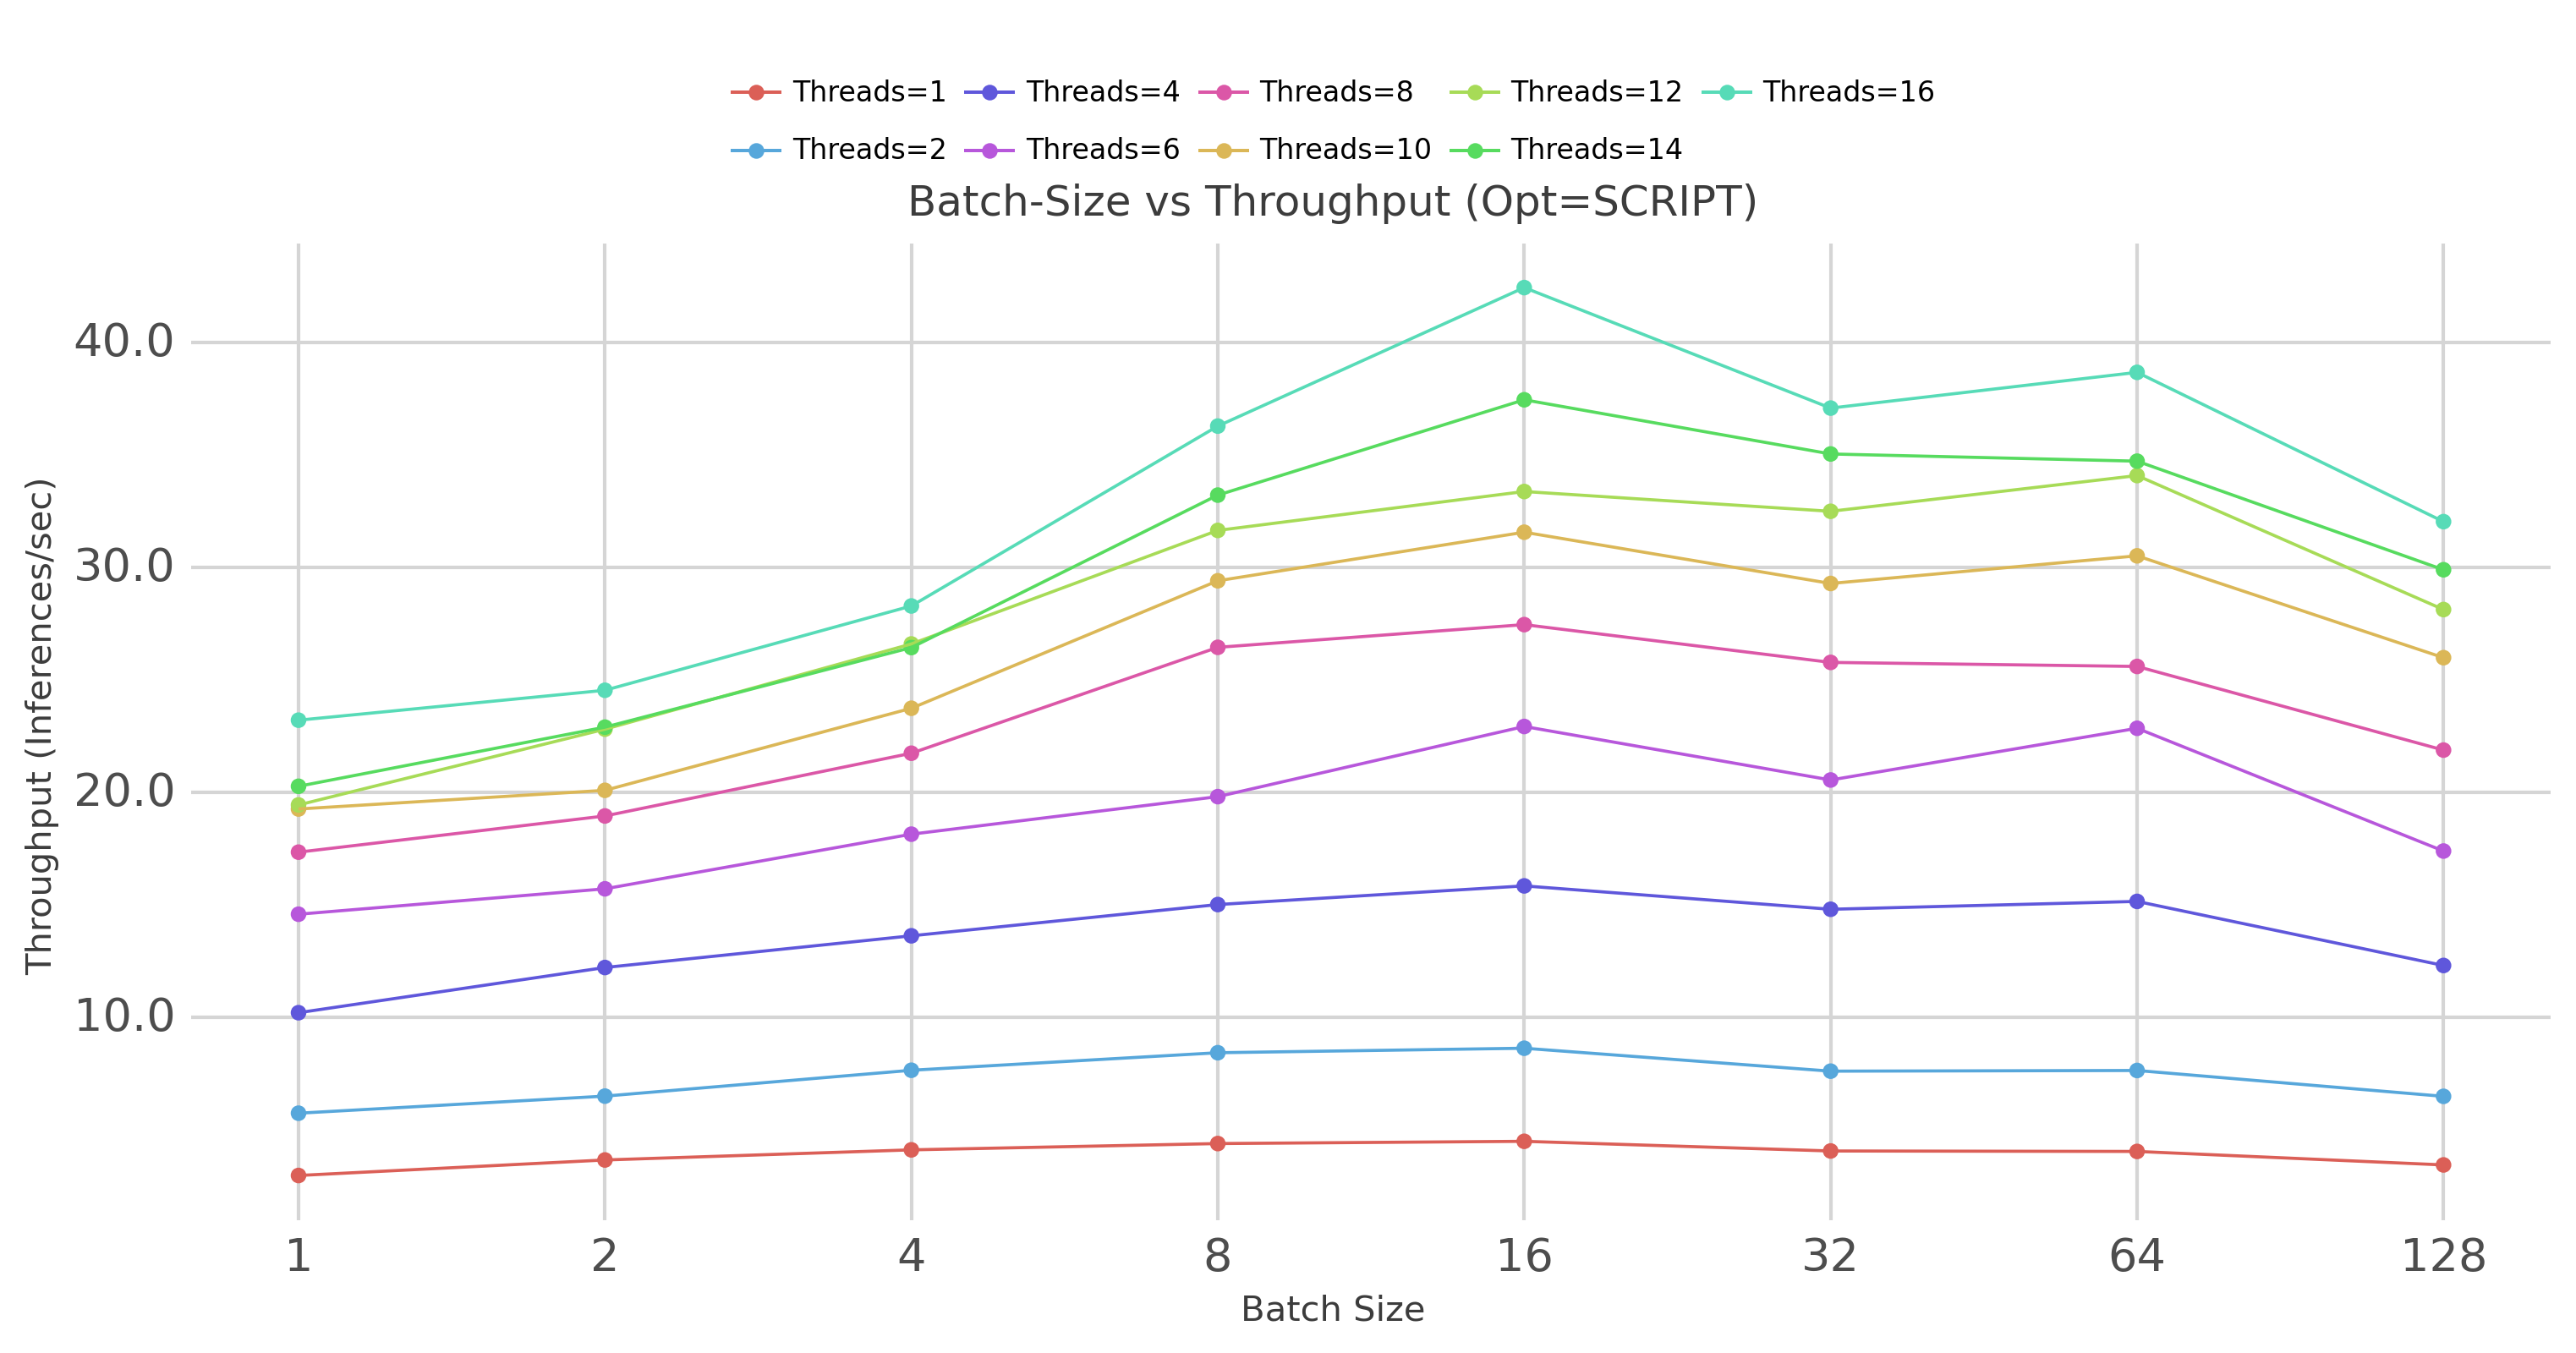 Threads=1 Threads=4 Threads=8 Threads=12 Threads=16
Threads=2 Threads=6 Threads=10 Threads=14
Batch-Size vs Throughput (Opt=SCRIPT)
Throughput (Inferences/sec)
40.0
30.0
20.0
10.0
1 2 4 8 16 32 64 128
Batch Size